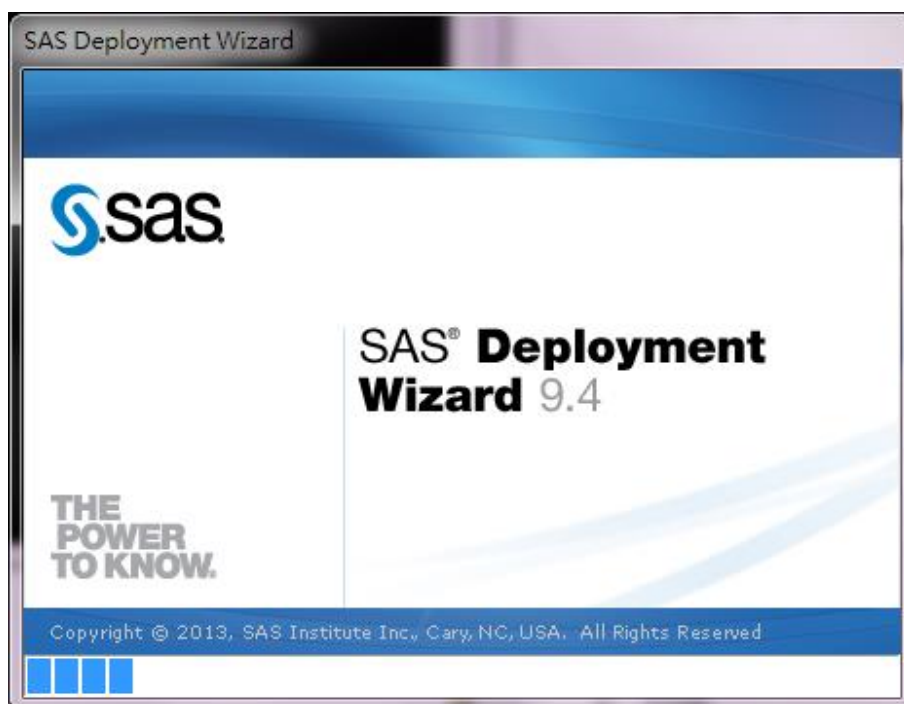 SAS Deployment Wizard
sas
SAS® Deployment
Wizard 9.4
THE
POWER
TO KNOW.
Copyright © 2013, SAS Institute Inc., Cary, NC, USA. All Rights Reserved